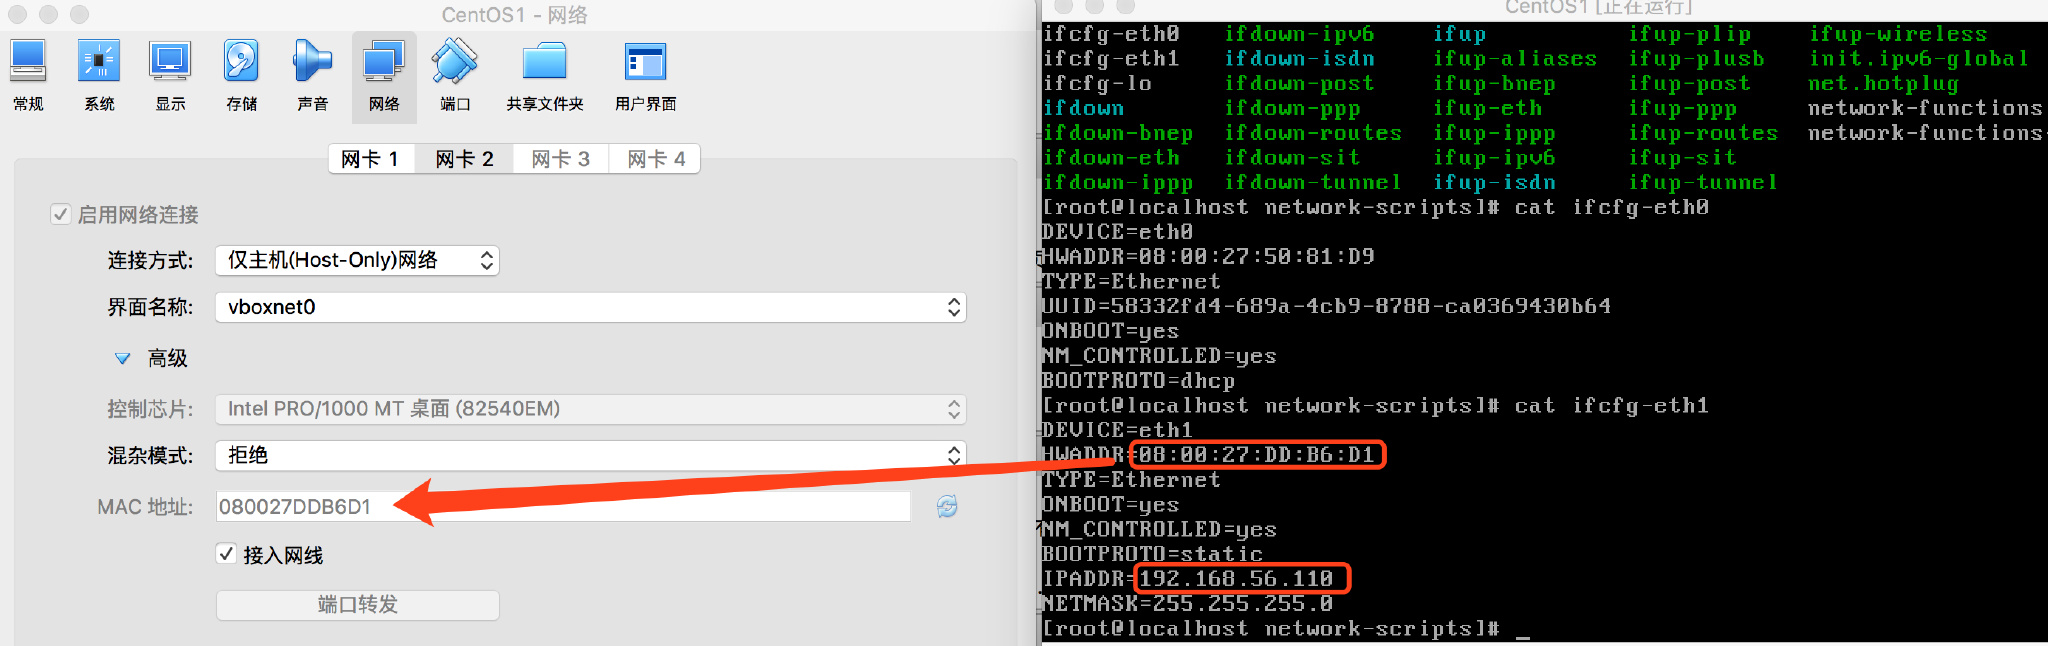 CentOS1 - 网络
常规 系统 显示 存储 声音 网络 端口 共享文件夹 用户界面
网卡 1 网卡 2 网卡 3 网卡 4
启用网络连接
连接方式: 仅主机(Host-Only)网络
界面名称: vboxnet0
高级
控制芯片: Intel PRO/1000 MT 桌面 (82540EM)
混杂模式: 拒绝
MAC 地址: 080027DDB6D1
接入网线
端口转发
CentOS1 [正在运行]
ifcfg-eth0 ifdown-ipv6 ifup ifup-plip ifup-wireless
ifcfg-eth1 ifdown-isdn ifup-aliases ifup-plusb init.ipv6-global
ifcfg-lo ifdown-post ifup-bnep ifup-post net.hotplug
ifdown ifdown-ppp ifup-eth ifup-ppp network-functions
ifdown-bnep ifdown-routes ifup-ippp ifup-routes network-functions-
ifdown-eth ifdown-sit ifup-ipv6 ifup-sit
ifdown-ippp ifdown-tunnel ifup-isdn ifup-tunnel
[root@localhost network-scripts]# cat ifcfg-eth0
DEVICE=eth0
HWADDR=08:00:27:50:81:D9
TYPE=Ethernet
UUID=58332fd4-689a-4cb9-8788-ca0369430b64
ONBOOT=yes
NM_CONTROLLED=yes
BOOTPROTO=dhcp
[root@localhost network-scripts]# cat ifcfg-eth1
DEVICE=eth1
HWADDR=08:00:27:DD:B6:D1
TYPE=Ethernet
ONBOOT=yes
NM_CONTROLLED=yes
BOOTPROTO=static
IPADDR=192.168.56.110
NETMASK=255.255.255.0
[root@localhost network-scripts]# _